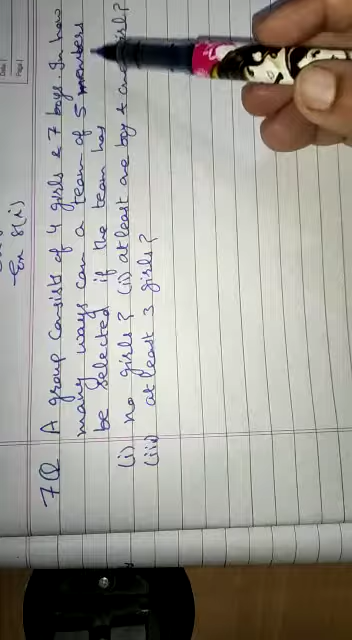 Ex 8(i)
7Q A group consists of 4 girls & 7 boys. In how
many ways can a team of 5 members
be selected if the team has
(i) no girls? (ii) at least one boy & one girl?
(iii) at least 3 girls?
Date
Page